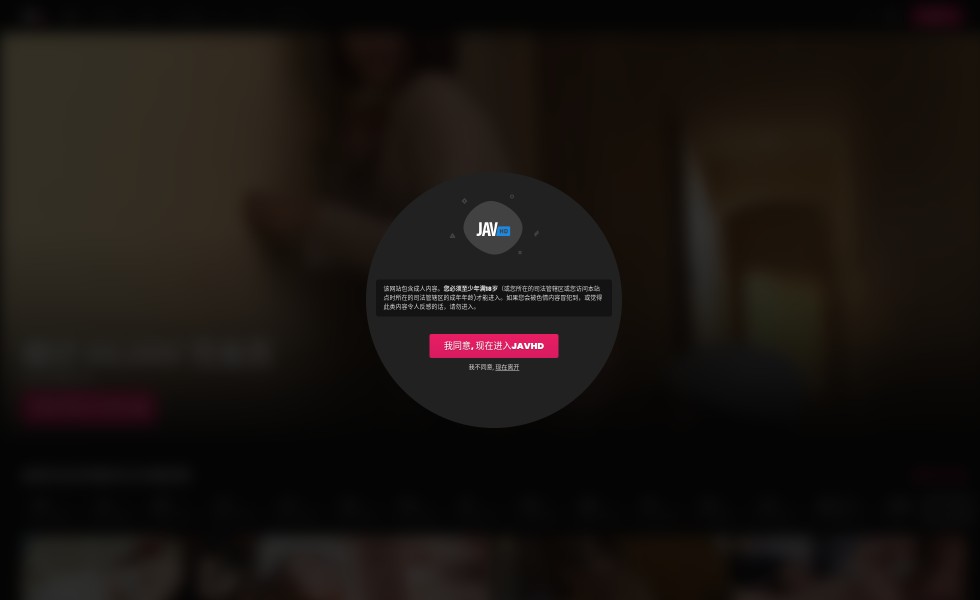 JAV HD
该网站包含成人内容。您必须至少年满18岁（或您所在的司法管辖区或您访问本站
点时所在的司法管辖区的成年年龄)才能进入。如果您会被色情内容冒犯到，或觉得
此类内容令人反感的话，请勿进入。
我同意, 现在进入JAVHD
我不同意, 现在离开